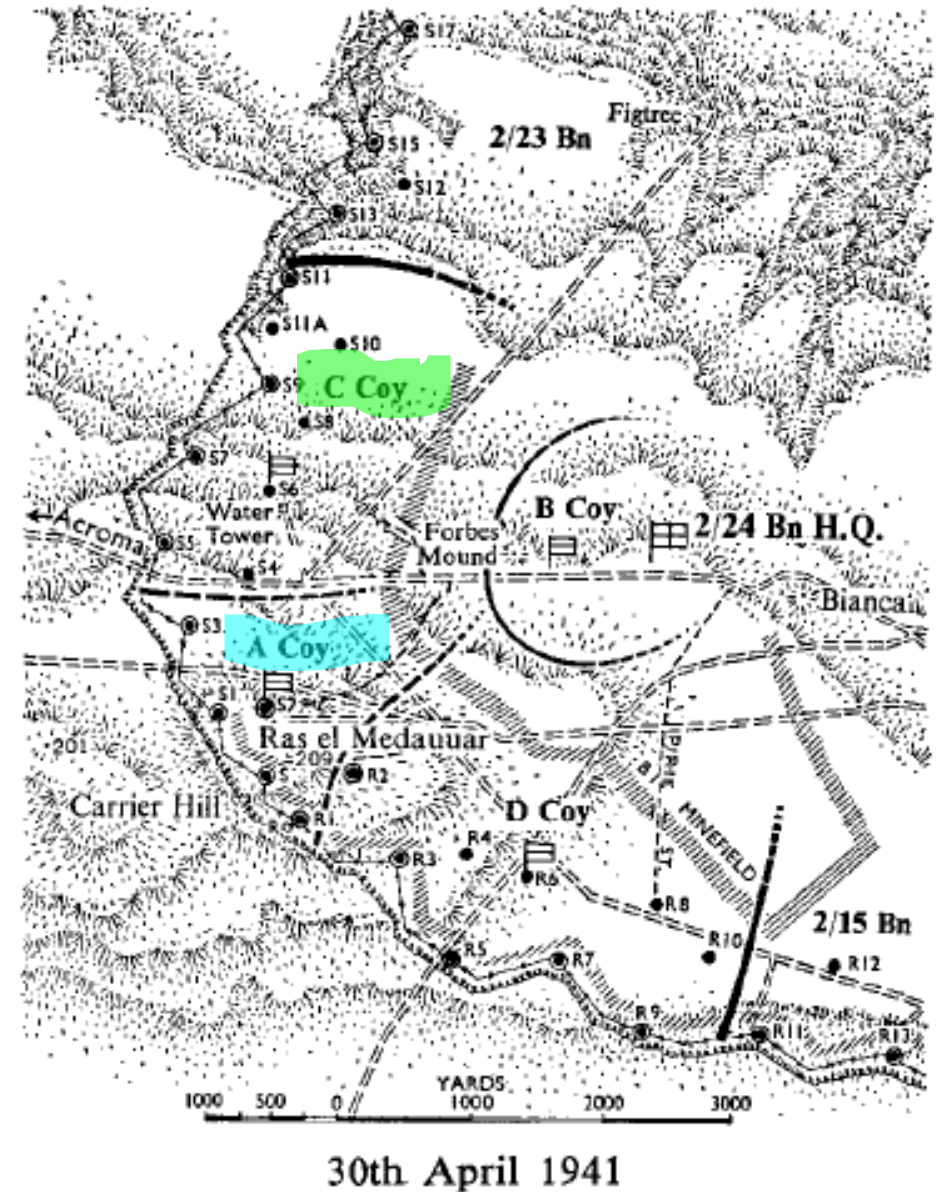 S17
Figtree
2/23 Bn
S15
S12
S13
S11
S11A
S10
S9
C Coy
S8
S7
S6
Water
Tower
B Coy
2/24 Bn H.Q.
Forbes
Mound
Acroma
S5
S4
Bianca
S3
A Coy
S1
S2
Ras el Medauuar
201
209
R2
Carrier Hill
R1
D Coy
B1 MINEFIELD
PIRIE ST.
R3
R4
R6
R8
2/15 Bn
R5
R7
R10
R12
R9
R11
R13
YARDS
1000 500 0 1000 2000 3000
30th April 1941